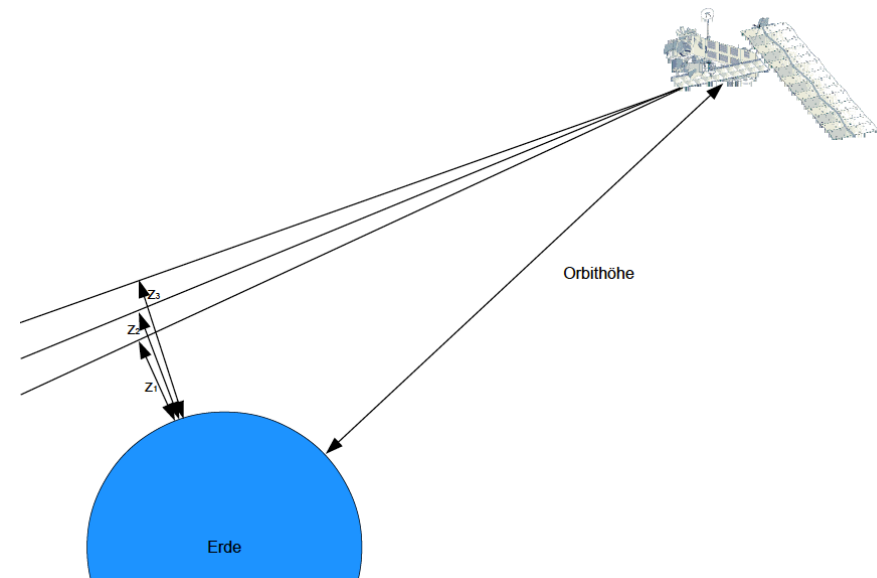 Z₃
Z₂
Z₁
Orbithöhe
Erde